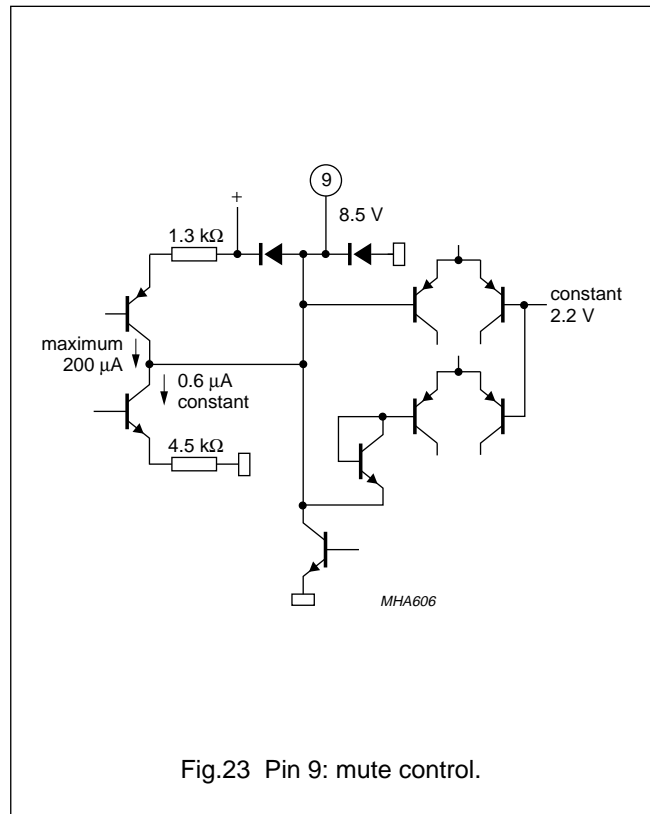 9
+
8.5 V
1.3 kΩ
constant
2.2 V
maximum
200 µA
0.6 µA
constant
4.5 kΩ
MHA606
Fig.23 Pin 9: mute control.